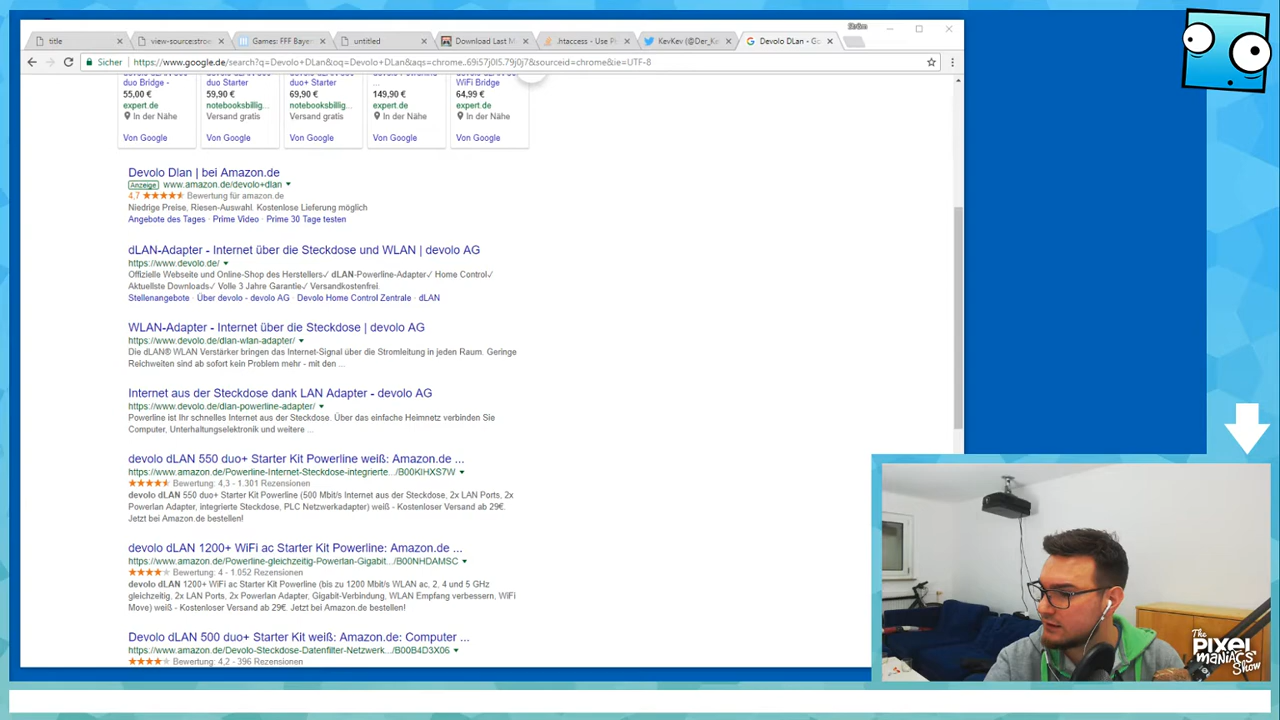 title
view-source:strow
Games: FFF Bayer
untitled
Download Last M
.htaccess - Use P
KevKev (@Der_Ke
Devolo DLan - Go
Sicher
https://www.google.de/search?q=Devolo+DLan&oq=Devolo+DLan&aqs=chrome..69i57j0l5.79j0j7&sourceid=chrome&ie=UTF-8
duo Bridge -
duo Starter
duo+ Starter
WiFi Bridge
55,00 €
59,90 €
69,90 €
149,90 €
64,99 €
expert.de
notebooksbillig...
notebooksbillig...
expert.de
expert.de
In der Nähe
Versand gratis
Versand gratis
In der Nähe
In der Nähe
Von Google
Von Google
Von Google
Von Google
Von Google
Devolo Dlan | bei Amazon.de
Anzeige www.amazon.de/devolo+dlan
4,7 Bewertung für amazon.de
Niedrige Preise, Riesen-Auswahl. Kostenlose Lieferung möglich
Angebote des Tages · Prime Video · Prime 30 Tage testen
dLAN-Adapter - Internet über die Steckdose und WLAN | devolo AG
https://www.devolo.de/
Offizielle Webseite und Online-Shop des Herstellers✓ dLAN-Powerline-Adapter✓ Home Control✓
Aktuellste Downloads✓ Volle 3 Jahre Garantie✓ Versandkostenfrei.
Stellenangebote · Über devolo - devolo AG · Devolo Home Control Zentrale · dLAN
WLAN-Adapter - Internet über die Steckdose | devolo AG
https://www.devolo.de/dlan-wlan-adapter/
Die dLAN® WLAN Verstärker bringen das Internet-Signal über die Stromleitung in jeden Raum. Geringe
Reichweiten sind ab sofort kein Problem mehr - mit den ...
Internet aus der Steckdose dank LAN Adapter - devolo AG
https://www.devolo.de/dlan-powerline-adapter/
Powerline ist Ihr schnelles Internet aus der Steckdose. Über das einfache Heimnetz verbinden Sie
Computer, Unterhaltungselektronik und weitere ...
devolo dLAN 550 duo+ Starter Kit Powerline weiß: Amazon.de ...
https://www.amazon.de/Powerline-Internet-Steckdose-integrierte.../B00KIHXS7W
Bewertung: 4,3 - 1.301 Rezensionen
devolo dLAN 550 duo+ Starter Kit Powerline (500 Mbit/s Internet aus der Steckdose, 2x LAN Ports, 2x
Powerlan Adapter, integrierte Steckdose, PLC Netzwerkadapter) weiß - Kostenloser Versand ab 29€.
Jetzt bei Amazon.de bestellen!
devolo dLAN 1200+ WiFi ac Starter Kit Powerline: Amazon.de ...
https://www.amazon.de/Powerline-gleichzeitig-Powerlan-Gigabit.../B00NHDAMSC
Bewertung: 4 - 1.052 Rezensionen
devolo dLAN 1200+ WiFi ac Starter Kit Powerline (bis zu 1200 Mbit/s WLAN ac, 2, 4 und 5 GHz
gleichzeitig, 2x LAN Ports, 2x Powerlan Adapter, Gigabit-Verbindung, WLAN Empfang verbessern, WiFi
Move) weiß - Kostenloser Versand ab 29€. Jetzt bei Amazon.de bestellen!
Devolo dLAN 500 duo+ Starter Kit weiß: Amazon.de: Computer ...
https://www.amazon.de/Devolo-Steckdose-Datenfilter-Netzwerk.../B00B4D3X06
Bewertung: 4,2 - 396 Rezensionen
The
PIXEL
MANIACS
Show